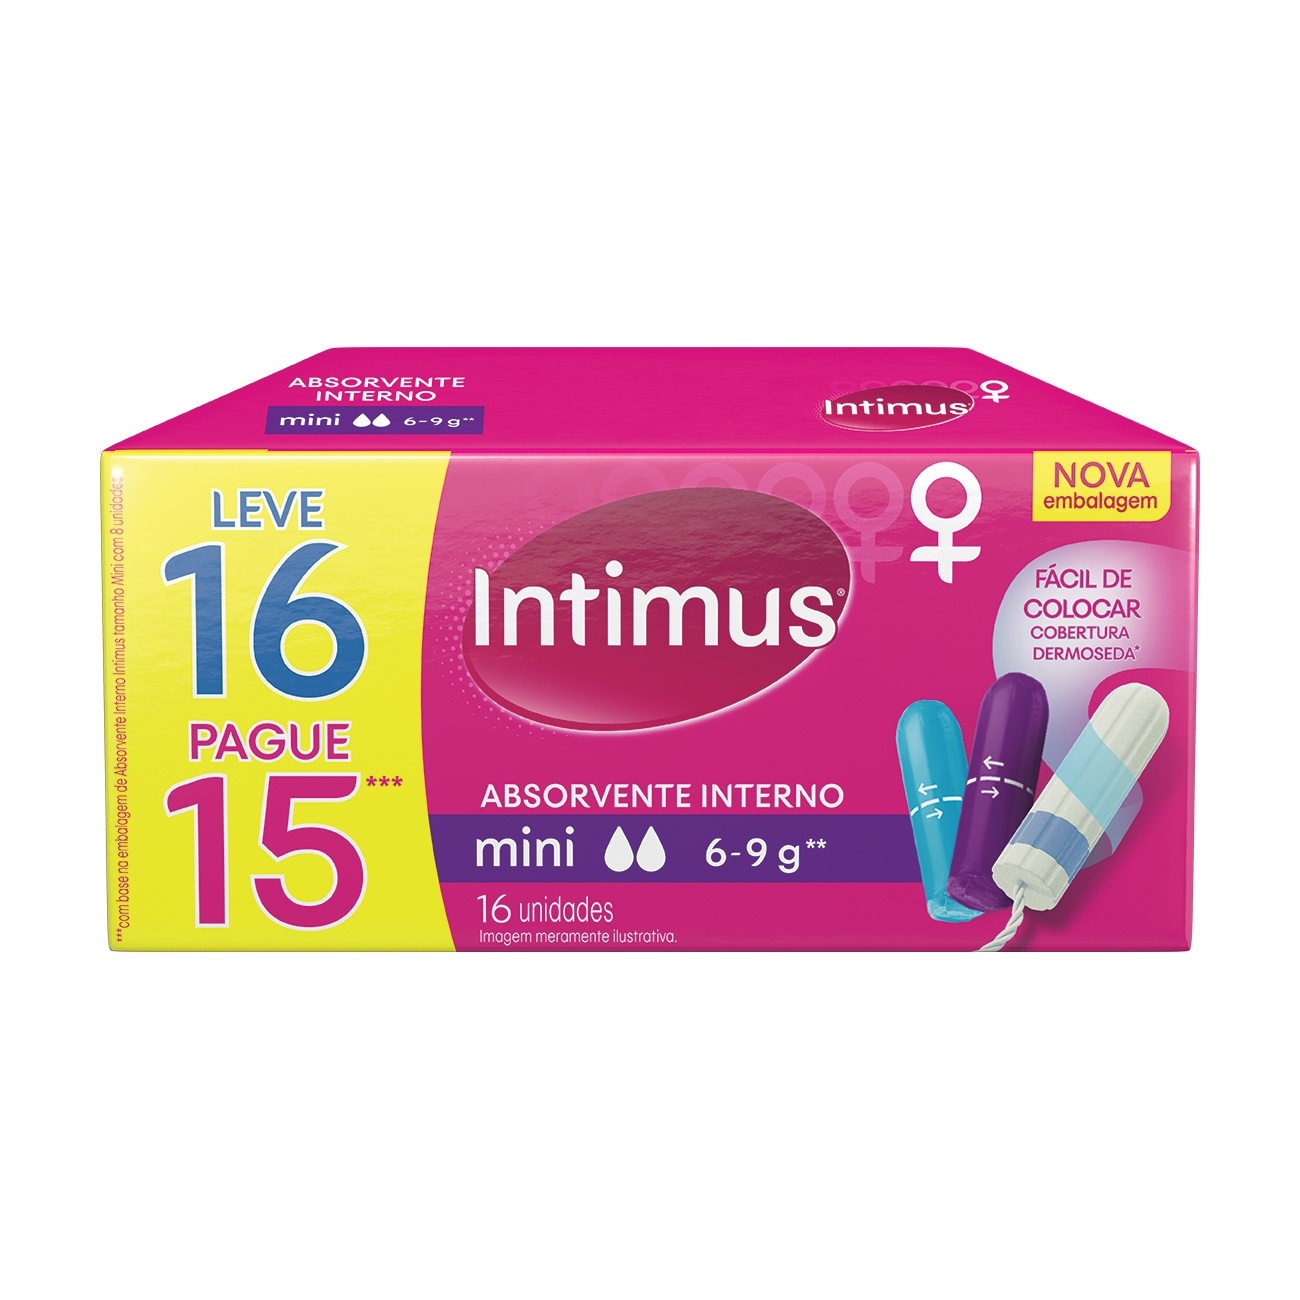 ABSORVENTE
INTERNO
mini 6-9 g**
Intimus
LEVE
16
PAGUE
15***
***com base na embalagem de Absorvente Interno Intimus tamanho Mini com 8 unidades.
Intimus®
ABSORVENTE INTERNO
mini 6-9 g**
16 unidades
Imagem meramente ilustrativa.
NOVA
embalagem
FÁCIL DE
COLOCAR
COBERTURA
DERMOSEDA*